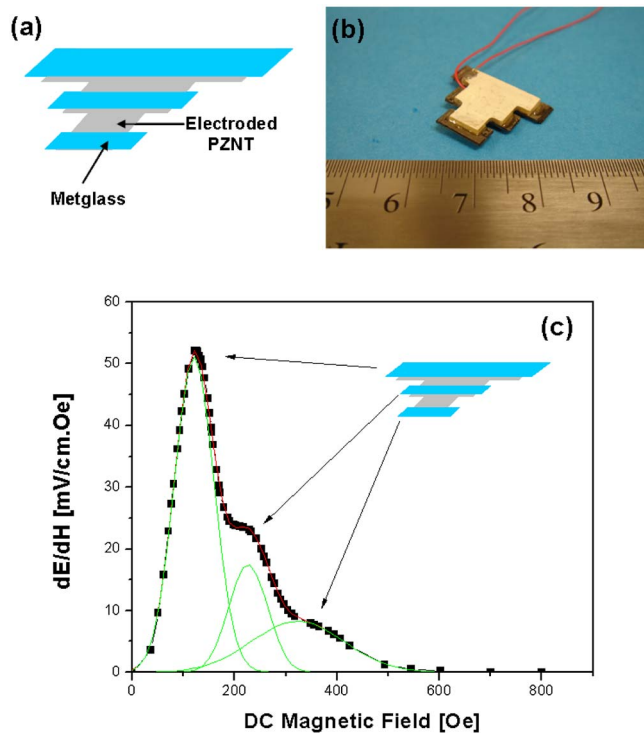 (a)
Electroded
PZNT
Metglass
(b)
5 6 7 8 9
(c)
dE/dH [mV/cm.Oe]
60
50
40
30
20
10
0
0 200 400 600 800
DC Magnetic Field [Oe]